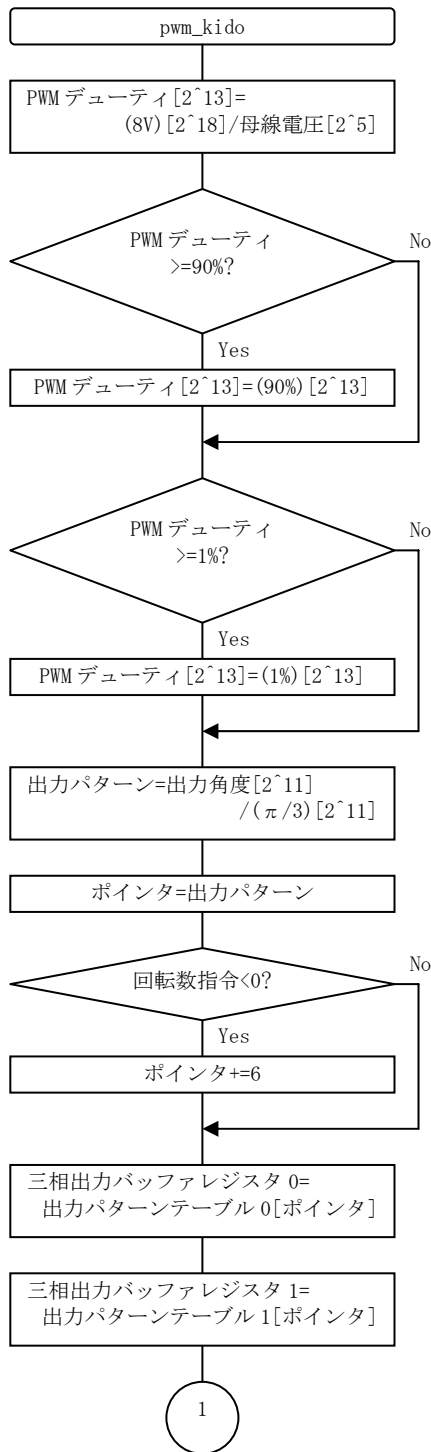 pwm_kido
PWM デューティ[2^13]=
(8V)[2^18]/母線電圧[2^5]
PWM デューティ
>=90%?
No
Yes
PWM デューティ[2^13]=(90%)[2^13]
PWM デューティ
>=1%?
No
Yes
PWM デューティ[2^13]=(1%)[2^13]
出力パターン=出力角度[2^11]
/(π/3)[2^11]
ポインタ=出力パターン
回転数指令<0?
No
Yes
ポインタ+=6
三相出力バッファレジスタ 0=
出力パターンテーブル 0[ポインタ]
三相出力バッファレジスタ 1=
出力パターンテーブル 1[ポインタ]
1